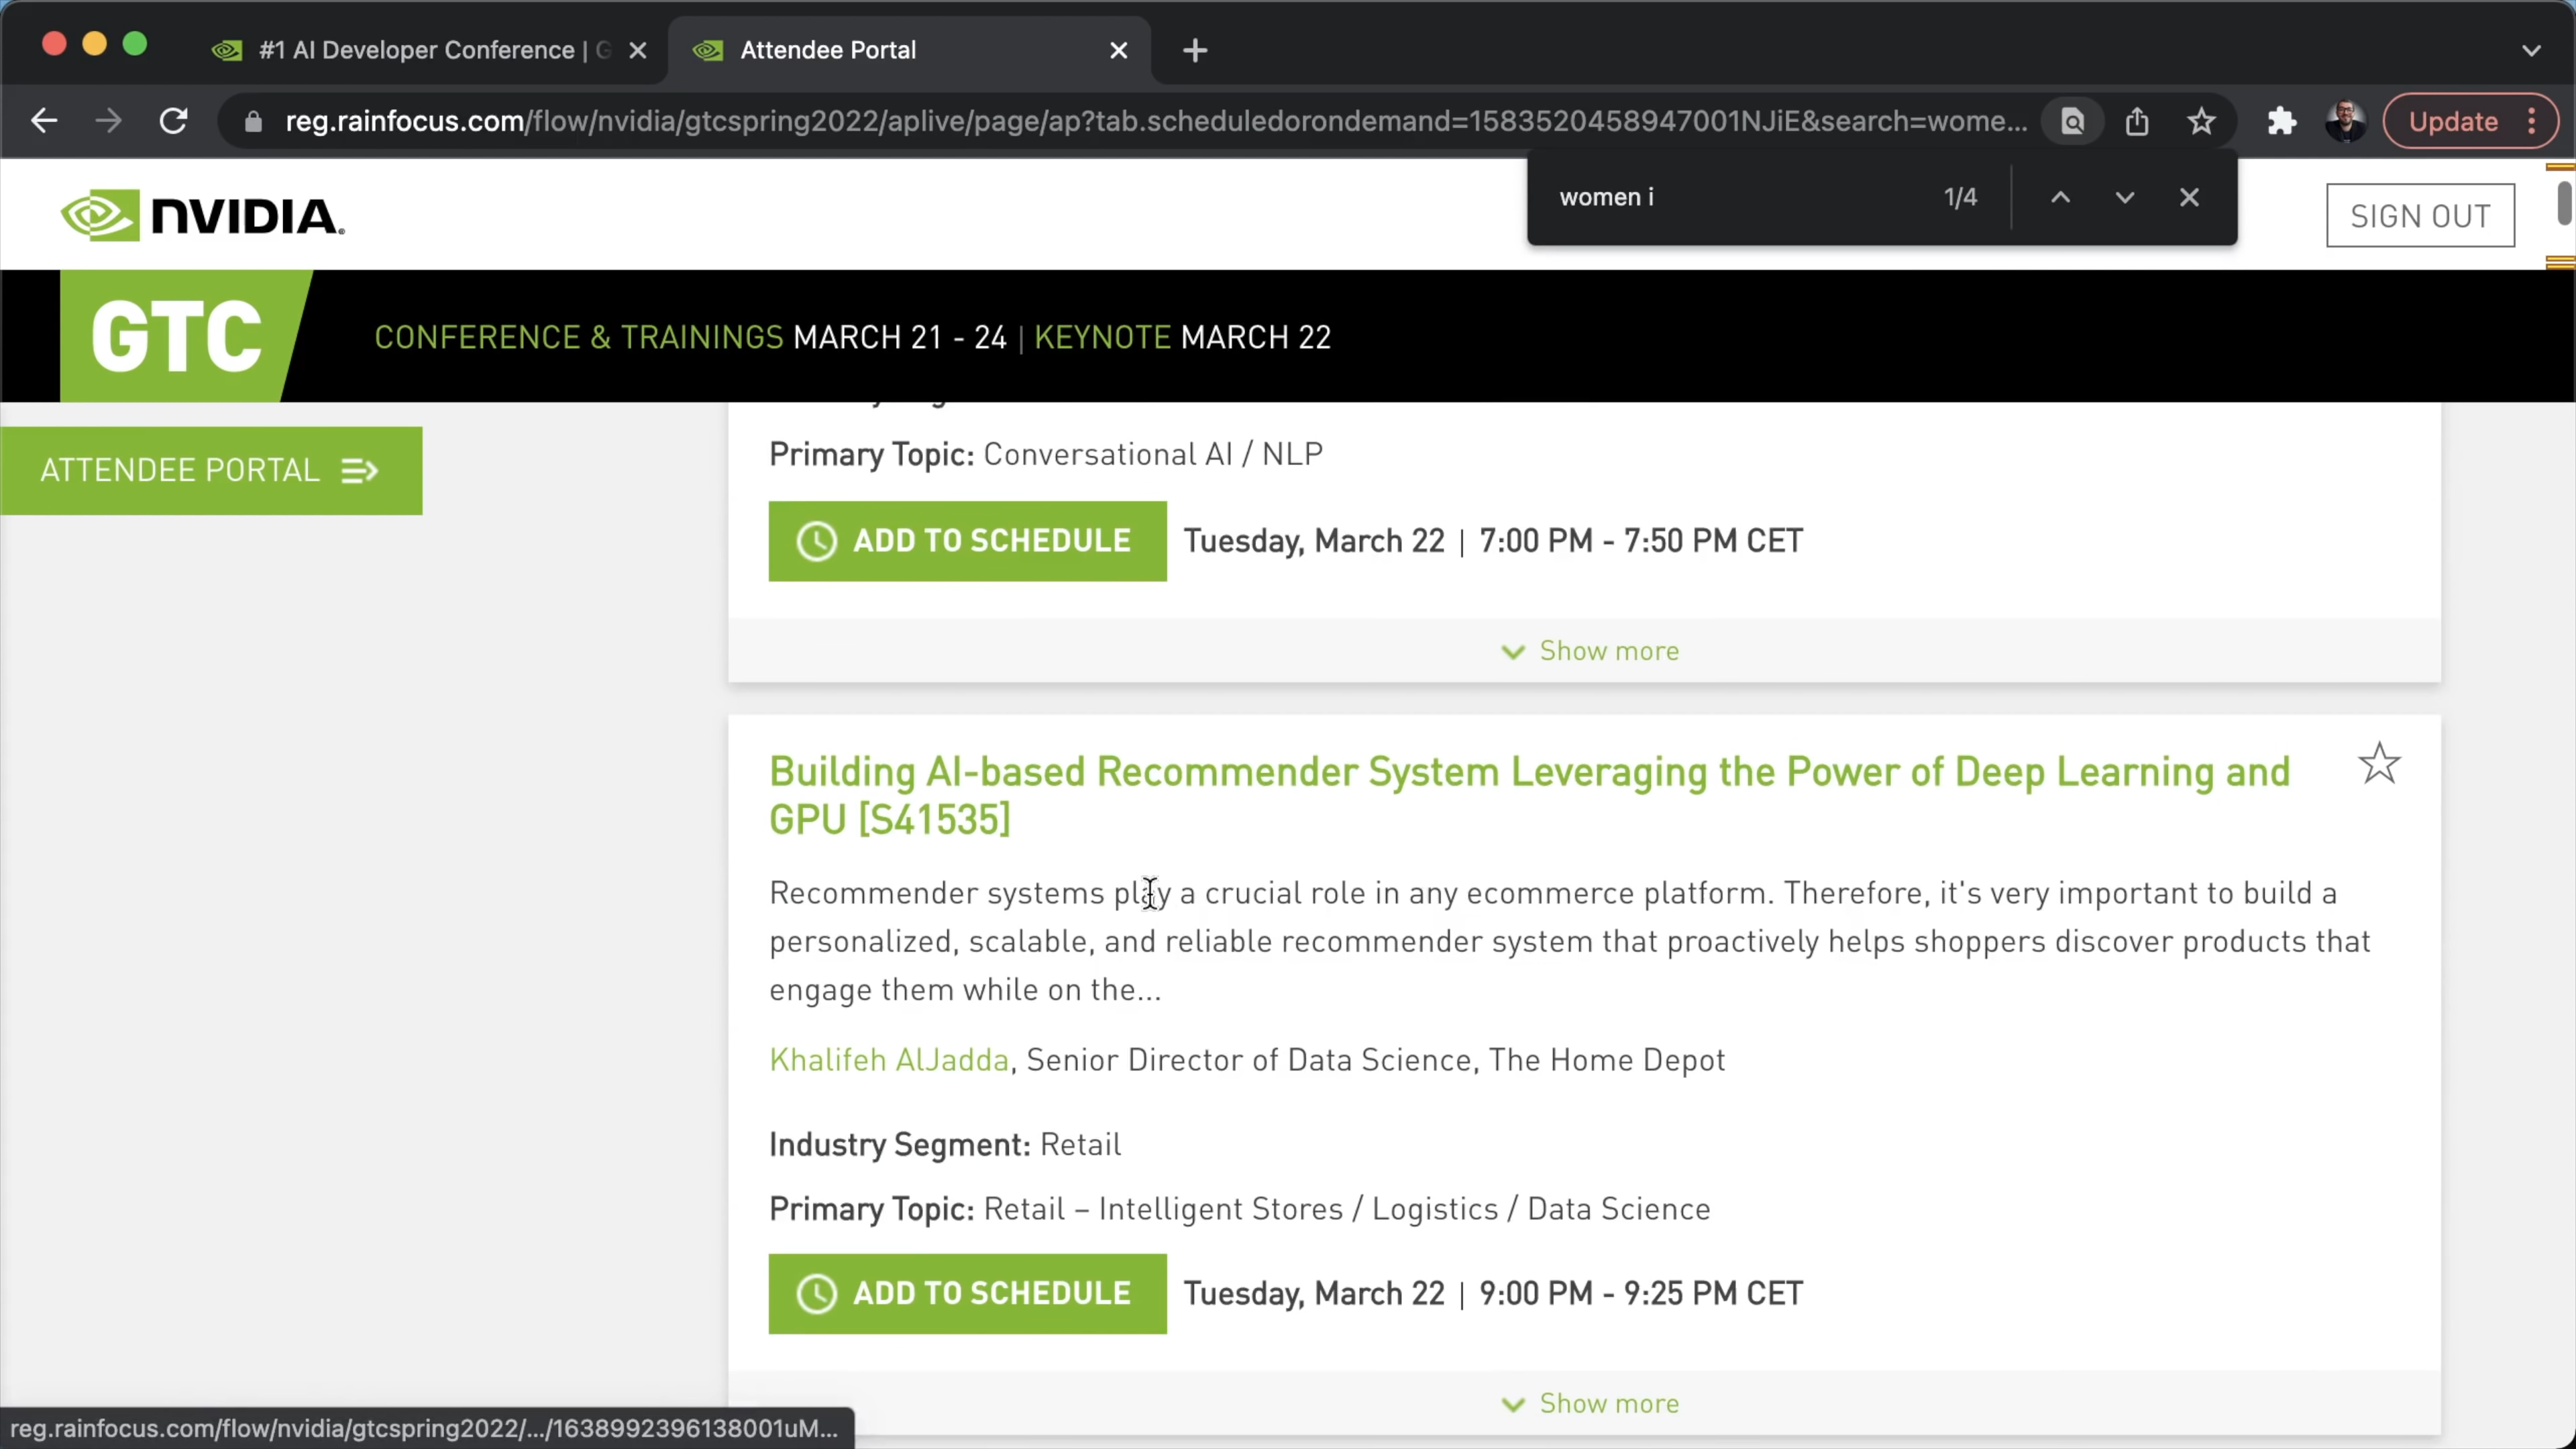 #1 AI Developer Conference | G
Attendee Portal
reg.rainfocus.com/flow/nvidia/gtcspring2022/aplive/page/ap?tab.scheduledorondemand=1583520458947001NJiE&search=wome...
Update
women i
1/4
NVIDIA.
SIGN OUT
GTC
CONFERENCE & TRAININGS MARCH 21 - 24 | KEYNOTE MARCH 22
ATTENDEE PORTAL
Primary Topic: Conversational AI / NLP
ADD TO SCHEDULE
Tuesday, March 22 | 7:00 PM - 7:50 PM CET
Show more
Building AI-based Recommender System Leveraging the Power of Deep Learning and
GPU [S41535]
Recommender systems play a crucial role in any ecommerce platform. Therefore, it's very important to build a
personalized, scalable, and reliable recommender system that proactively helps shoppers discover products that
engage them while on the...
Khalifeh AlJadda, Senior Director of Data Science, The Home Depot
Industry Segment: Retail
Primary Topic: Retail – Intelligent Stores / Logistics / Data Science
ADD TO SCHEDULE
Tuesday, March 22 | 9:00 PM - 9:25 PM CET
Show more
reg.rainfocus.com/flow/nvidia/gtcspring2022/.../1638992396138001uM...